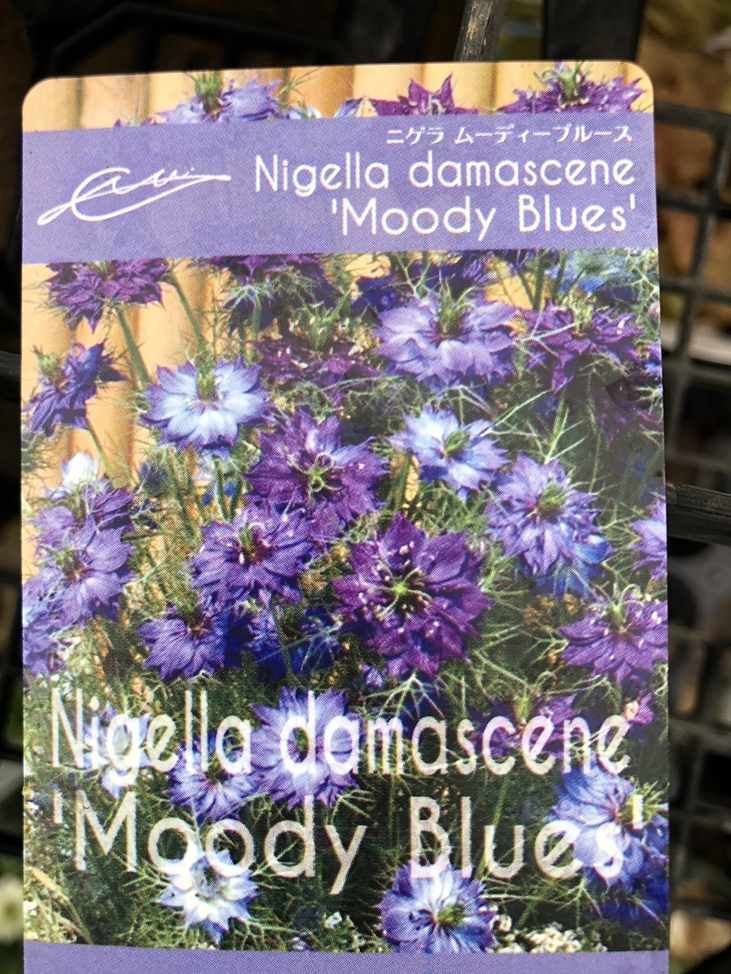 ニゲラ ムーディーブルース
Nigella damascene
'Moody Blues'
Nigella damascene
'Moody Blues'